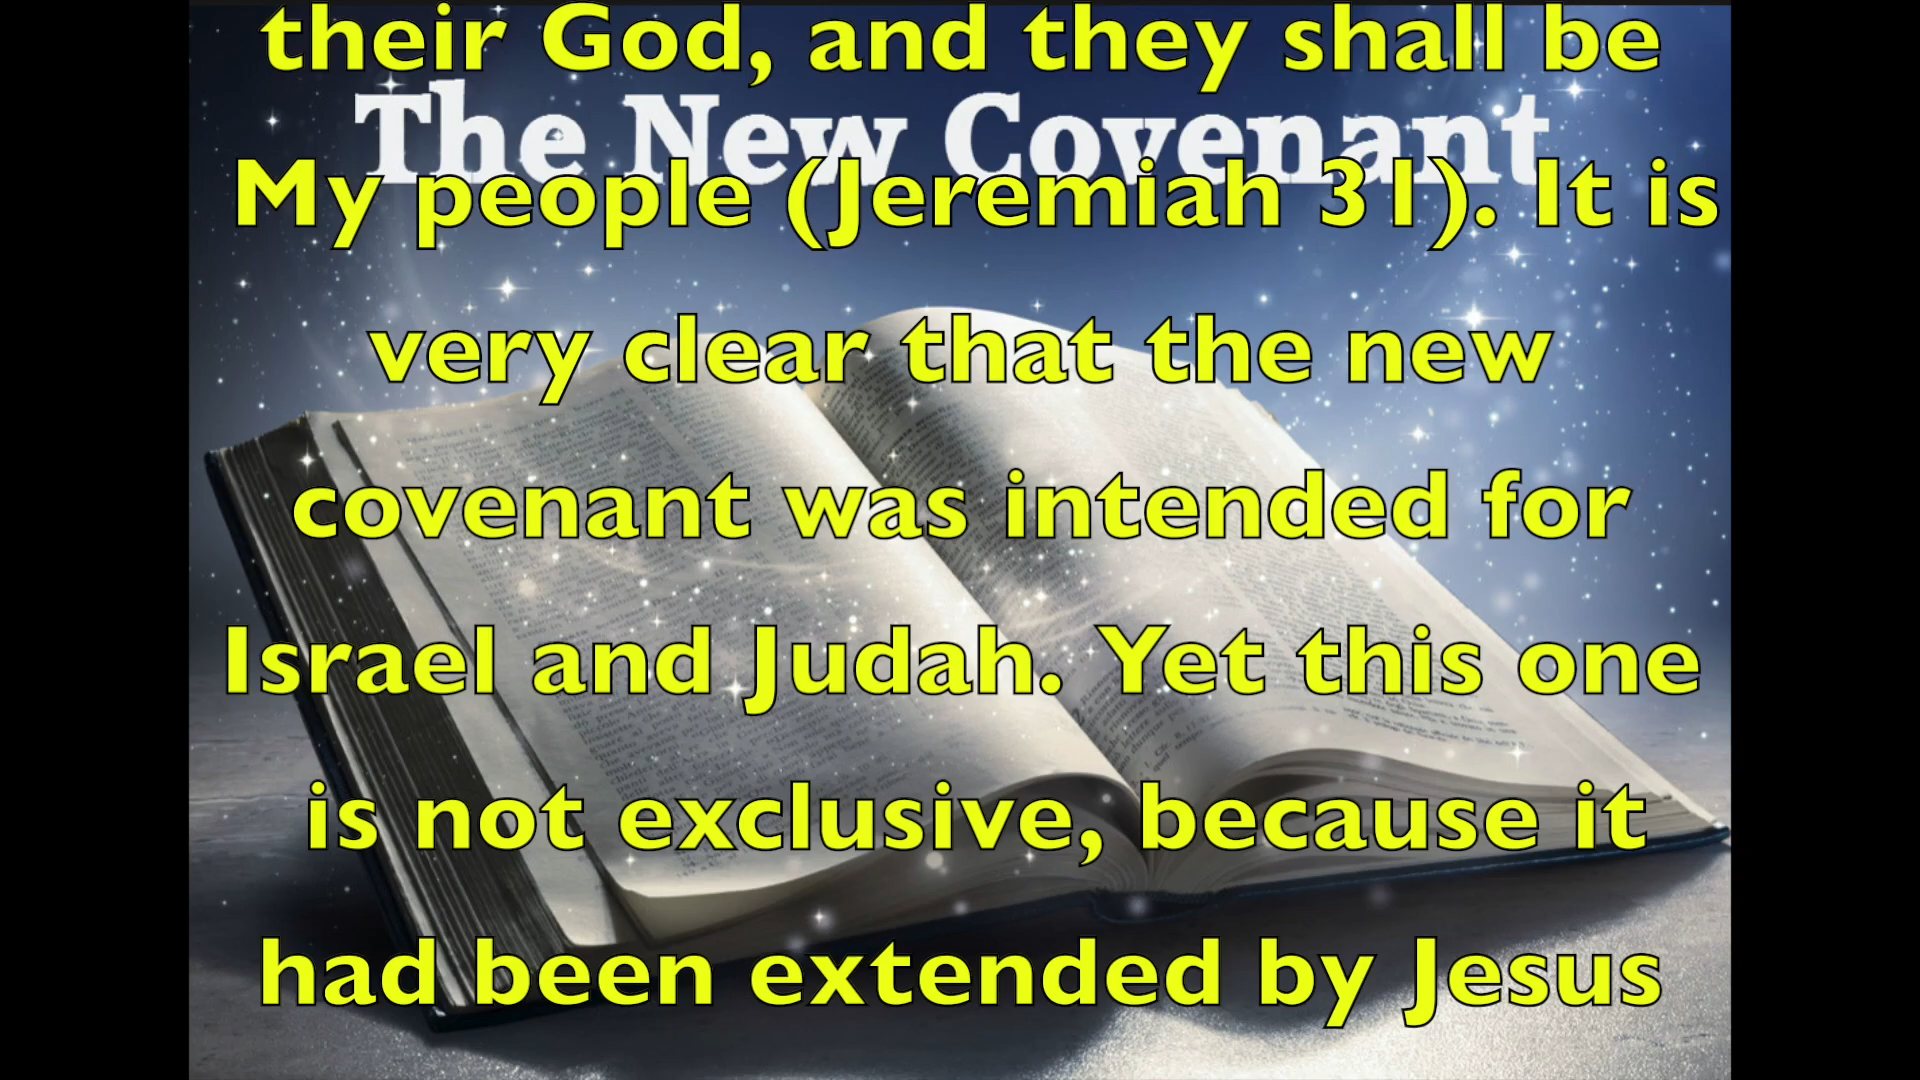 their God, and they shall be
The New Covenant
My people (Jeremiah 31). It is
very clear that the new
covenant was intended for
Israel and Judah. Yet this one
is not exclusive, because it
had been extended by Jesus